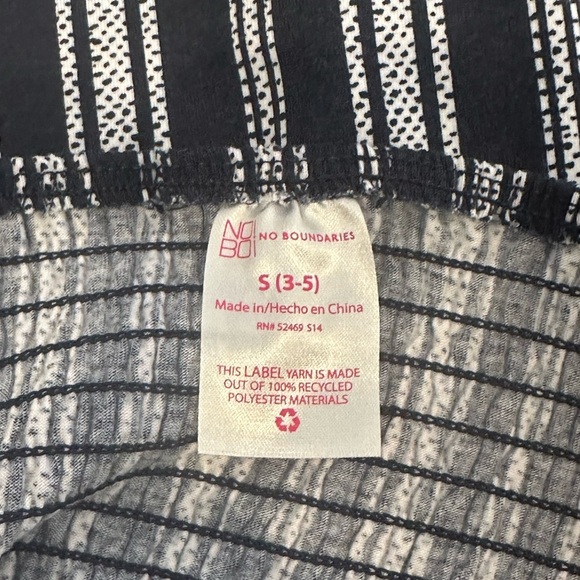 NO!
BO!
NO BOUNDARIES
S (3-5)
Made in/Hecho en China
RN# 52469 S14
THIS LABEL YARN IS MADE
OUT OF 100% RECYCLED
POLYESTER MATERIALS